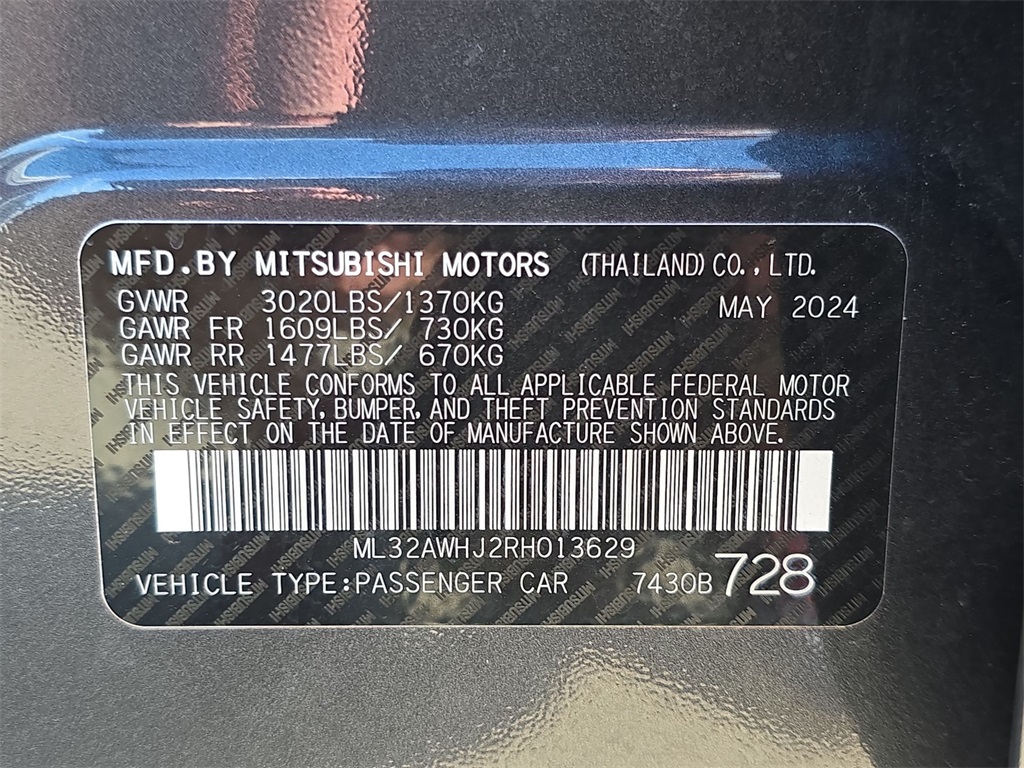 MFD.BY MITSUBISHI MOTORS (THAILAND)CO.,LTD.
GVWR 3020LBS/1370KG MAY 2024
GAWR FR 1609LBS/ 730KG
GAWR RR 1477LBS/ 670KG
THIS VEHICLE CONFORMS TO ALL APPLICABLE FEDERAL MOTOR
VEHICLE SAFETY, BUMPER, AND THEFT PREVENTION STANDARDS
IN EFFECT ON THE DATE OF MANUFACTURE SHOWN ABOVE.
ML32AWHJ2RH013629
VEHICLE TYPE:PASSENGER CAR 7430B 728